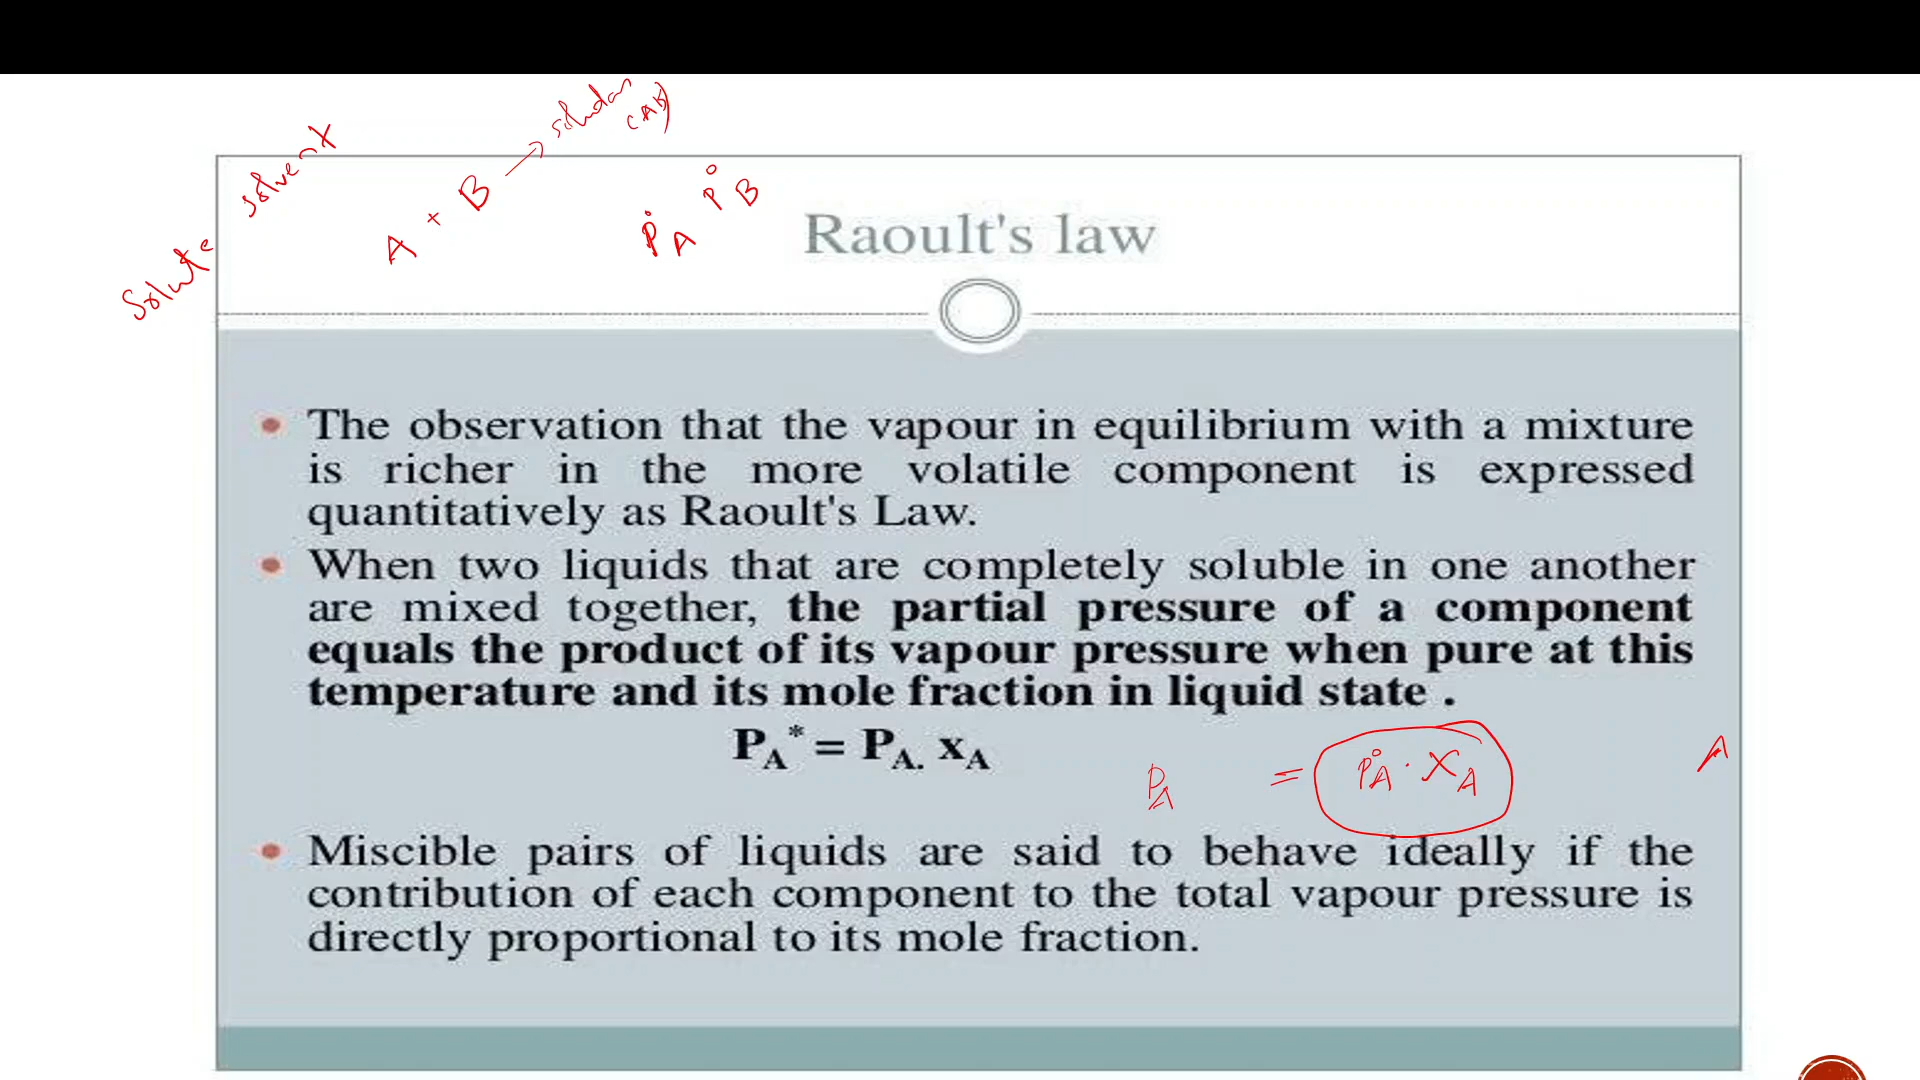 Solute solvent
A + B → solution (AB)
P°A P°B
Raoult's law
• The observation that the vapour in equilibrium with a mixture
is richer in the more volatile component is expressed
quantitatively as Raoult's Law.
• When two liquids that are completely soluble in one another
are mixed together, the partial pressure of a component
equals the product of its vapour pressure when pure at this
temperature and its mole fraction in liquid state .
PA* = PA. xA
PA = P°A · XA
A
• Miscible pairs of liquids are said to behave ideally if the
contribution of each component to the total vapour pressure is
directly proportional to its mole fraction.